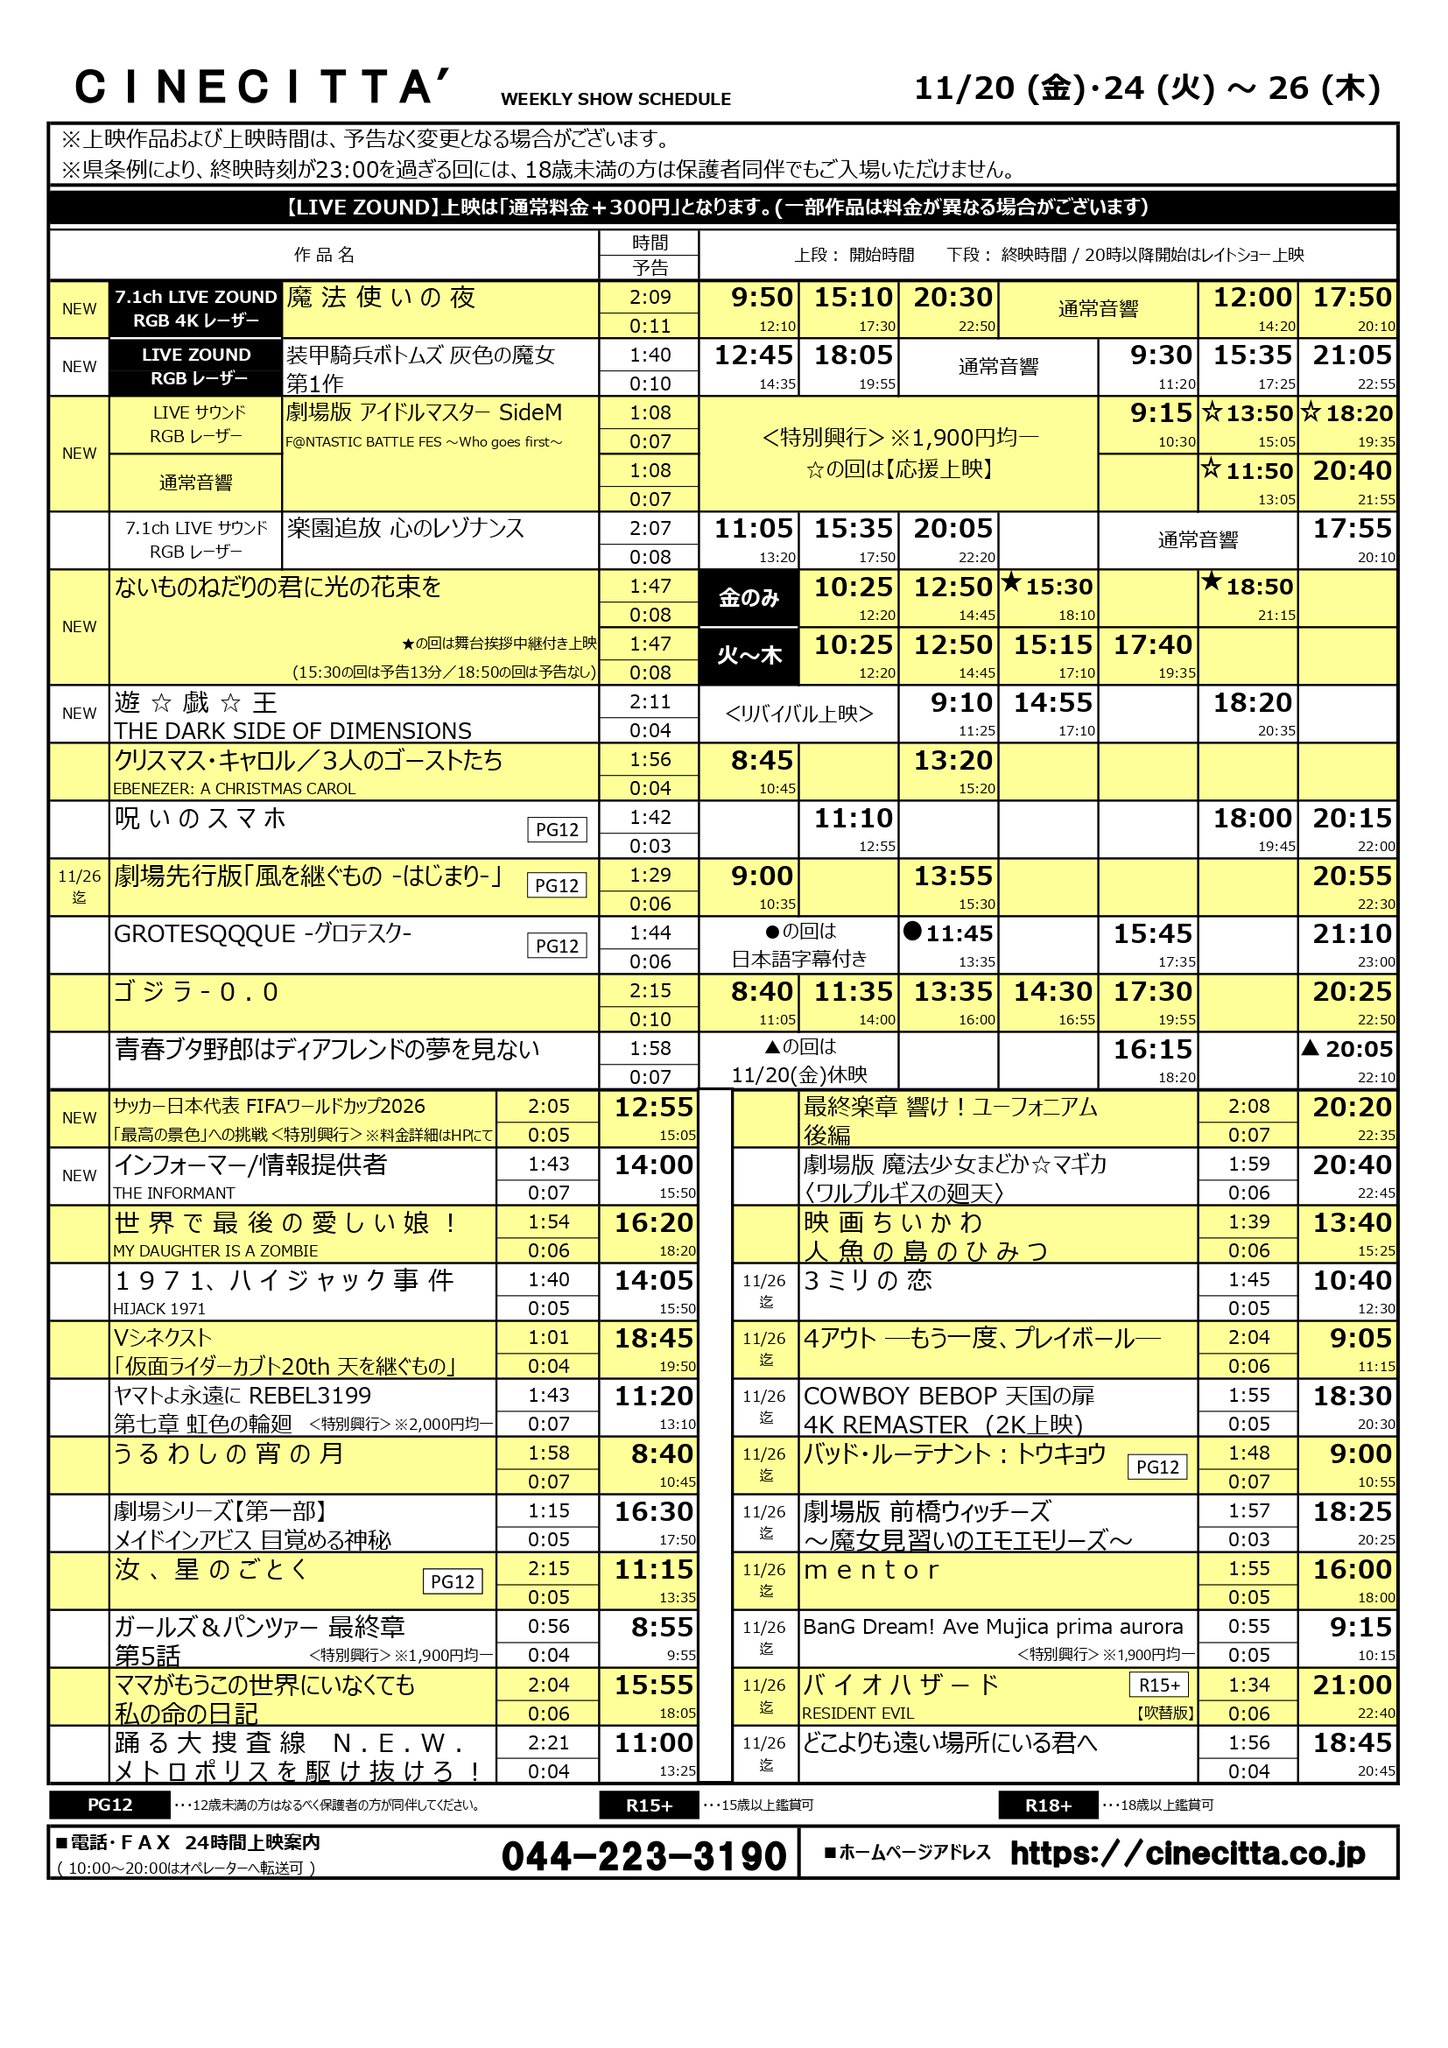 CINECITTA′ WEEKLY SHOW SCHEDULE 11/20 (金)・24 (火) ～ 26 (木)
※上映作品および上映時間は、予告なく変更となる場合がございます。
※県条例により、終映時刻が23:00を過ぎる回には、18歳未満の方は保護者同伴でもご入場いただけません。
【LIVE ZOUND】上映は「通常料金＋300円」となります。(一部作品は料金が異なる場合がございます)
作 品 名 時間 予告 上段： 開始時間 下段： 終映時間 / 20時以降開始はレイトショー上映
NEW 7.1ch LIVE ZOUND 魔 法 使 い の 夜 2:09 9:50 15:10 20:30 通常音響 12:00 17:50
RGB 4K レーザー 0:11 12:10 17:30 22:50 14:20 20:10
NEW LIVE ZOUND 装甲騎兵ボトムズ 灰色の魔女 1:40 12:45 18:05 通常音響 9:30 15:35 21:05
RGB レーザー 第1作 0:10 14:35 19:55 11:20 17:25 22:55
NEW LIVE サウンド 劇場版 アイドルマスター SideM 1:08 ＜特別興行＞※1,900円均一 9:15 ☆13:50 ☆18:20
RGB レーザー F@NTASTIC BATTLE FES ～Who goes first～ 0:07 10:30 15:05 19:35
通常音響 1:08 ☆の回は【応援上映】 ☆11:50 20:40
0:07 13:05 21:55
7.1ch LIVE サウンド 楽園追放 心のレゾナンス 2:07 11:05 15:35 20:05 通常音響 17:55
RGB レーザー 0:08 13:20 17:50 22:20 20:10
NEW ないものねだりの君に光の花束を 1:47 金のみ 10:25 12:50 ★15:30 ★18:50
0:08 12:20 14:45 18:10 21:15
★の回は舞台挨拶中継付き上映 1:47 火～木 10:25 12:50 15:15 17:40
(15:30の回は予告13分／18:50の回は予告なし) 0:08 12:20 14:45 17:10 19:35
NEW 遊 ☆ 戯 ☆ 王 2:11 ＜リバイバル上映＞ 9:10 14:55 18:20
THE DARK SIDE OF DIMENSIONS 0:04 11:25 17:10 20:35
クリスマス・キャロル／３人のゴーストたち 1:56 8:45 13:20
EBENEZER: A CHRISTMAS CAROL 0:04 10:45 15:20
呪 い の ス マ ホ PG12 1:42 11:10 18:00 20:15
0:03 12:55 19:45 22:00
11/26 迄 劇場先行版「風を継ぐもの -はじまり-」 PG12 1:29 9:00 13:55 20:55
0:06 10:35 15:30 22:30
GROTESQQQUE -グロテスク- PG12 1:44 ●の回は ●11:45 15:45 21:10
0:06 日本語字幕付き 13:35 17:35 23:00
ゴ ジ ラ - 0 . 0 2:15 8:40 11:35 13:35 14:30 17:30 20:25
0:10 11:05 14:00 16:00 16:55 19:55 22:50
青春ブタ野郎はディアフレンドの夢を見ない 1:58 ▲の回は 16:15 ▲20:05
0:07 11/20(金)休映 18:20 22:10
NEW サッカー日本代表 FIFAワールドカップ2026 2:05 12:55
「最高の景色」への挑戦＜特別興行＞※料金詳細はHPにて 0:05 15:05
最終楽章 響け！ユーフォニアム 2:08 20:20
後編 0:07 22:35
NEW インフォーマー/情報提供者 1:43 14:00
THE INFORMANT 0:07 15:50
劇場版 魔法少女まどか☆マギカ 1:59 20:40
〈ワルプルギスの廻天〉 0:06 22:45
世 界 で 最 後 の 愛 し い 娘 ！ 1:54 16:20
MY DAUGHTER IS A ZOMBIE 0:06 18:20
映 画 ち い か わ 1:39 13:40
人 魚 の 島 の ひ み つ 0:06 15:25
１９７１、ハ イ ジ ャ ッ ク 事 件 1:40 14:05
HIJACK 1971 0:05 15:50
11/26 迄 ３ ミ リ の 恋 1:45 10:40
0:05 12:30
Vシネクスト 1:01 18:45
「仮面ライダーカブト20th 天を継ぐもの」 0:04 19:50
11/26 迄 4アウト ―もう一度、プレイボール― 2:04 9:05
0:06 11:15
ヤマトよ永遠に REBEL3199 1:43 11:20
第七章 虹色の輪廻 ＜特別興行＞※2,000円均一 0:07 13:10
11/26 迄 COWBOY BEBOP 天国の扉 1:55 18:30
4K REMASTER (2K上映) 0:05 20:30
う る わ し の 宵 の 月 1:58 8:40
0:07 10:45
11/26 迄 バッド・ルーテナント：トウキョウ PG12 1:48 9:00
0:07 10:55
劇場シリーズ【第一部】 1:15 16:30
メイドインアビス 目覚める神秘 0:05 17:50
11/26 迄 劇場版 前橋ウィッチーズ 1:57 18:25
～魔女見習いのエモエモリーズ～ 0:03 20:25
汝 、 星 の ご と く PG12 2:15 11:15
0:05 13:35
11/26 迄 m e n t o r 1:55 16:00
0:05 18:00
ガールズ＆パンツァー 最終章 0:56 8:55
第5話 ＜特別興行＞※1,900円均一 0:04 9:55
11/26 迄 BanG Dream! Ave Mujica prima aurora 0:55 9:15
＜特別興行＞※1,900円均一 0:05 10:15
ママがもうこの世界にいなくても 2:04 15:55
私の命の日記 0:06 18:05
11/26 迄 バ イ オ ハ ザ ー ド R15+ 1:34 21:00
RESIDENT EVIL 【吹替版】 0:06 22:40
踊 る 大 捜 査 線 N . E . W . 2:21 11:00
メ ト ロ ポ リ ス を 駆 け 抜 け ろ ！ 0:04 13:25
11/26 迄 どこよりも遠い場所にいる君へ 1:56 18:45
0:04 20:45
PG12 ･･･12歳未満の方はなるべく保護者の方が同伴してください。 R15+ ･･･15歳以上鑑賞可 R18+ ･･･18歳以上鑑賞可
■電話・ＦＡＸ 24時間上映案内 044-223-3190 ■ホームページアドレス https://cinecitta.co.jp
( 10:00～20:00はオペレーターへ転送可 )